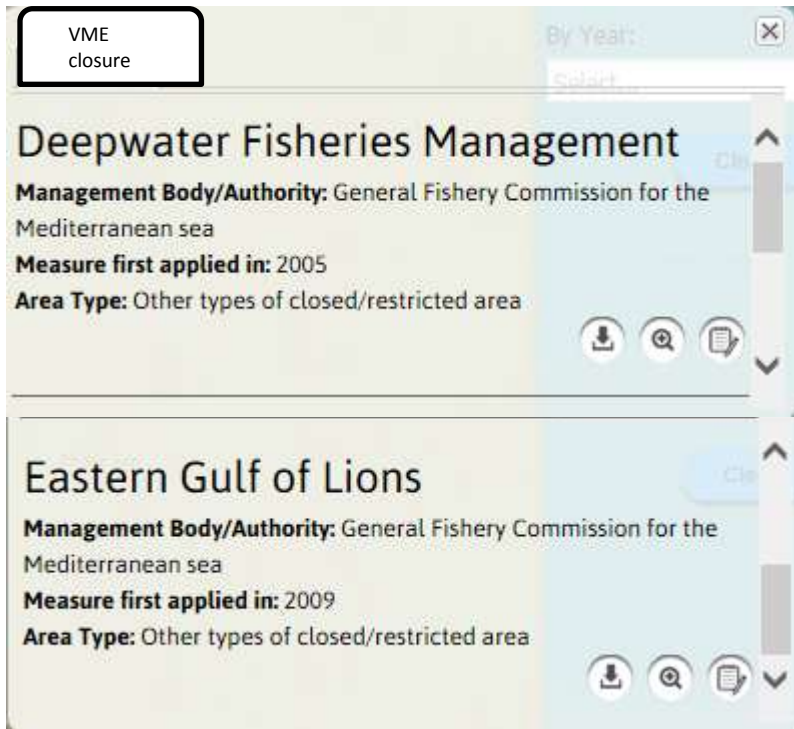 VME
closure
By Year:
Select...
Deepwater Fisheries Management
Management Body/Authority: General Fishery Commission for the
Mediterranean sea
Measure first applied in: 2005
Area Type: Other types of closed/restricted area
Eastern Gulf of Lions
Management Body/Authority: General Fishery Commission for the
Mediterranean sea
Measure first applied in: 2009
Area Type: Other types of closed/restricted area